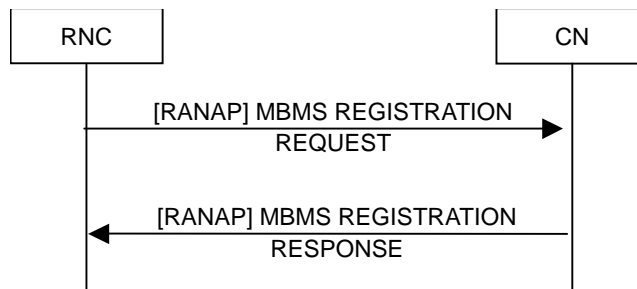 RNC
CN
[RANAP] MBMS REGISTRATION
REQUEST
[RANAP] MBMS REGISTRATION
RESPONSE